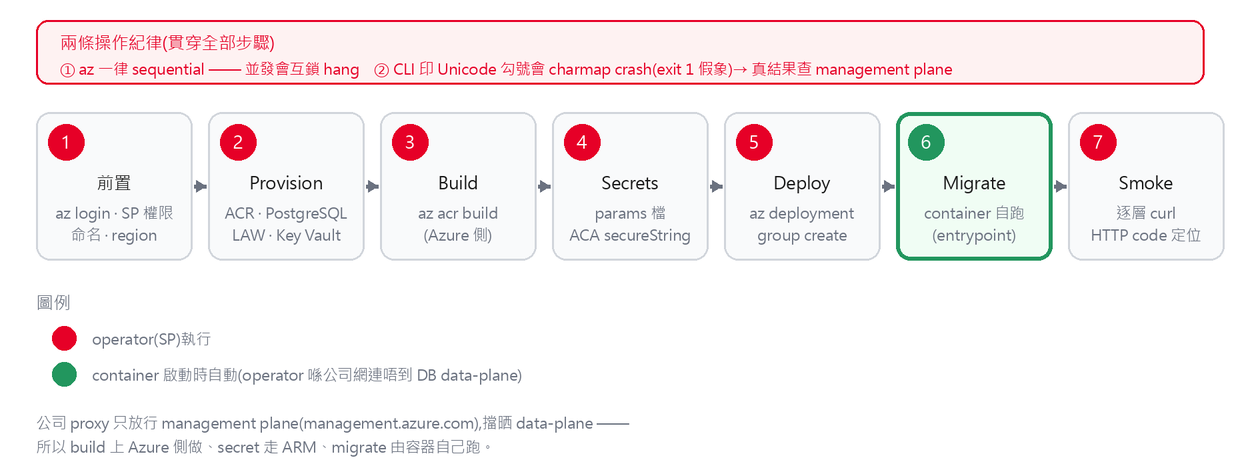 兩條操作紀律(貫穿全部步驟)
① az 一律 sequential —— 並發會互鎖 hang ② CLI 印 Unicode 勾號會 charmap crash(exit 1 假象)→ 真結果查 management plane
1
前置
az login · SP 權限
命名 · region
2
Provision
ACR · PostgreSQL
LAW · Key Vault
3
Build
az acr build
(Azure 側)
4
Secrets
params 檔
ACA secureString
5
Deploy
az deployment
group create
6
Migrate
container 自跑
(entrypoint)
7
Smoke
逐層 curl
HTTP code 定位
圖例
operator(SP)執行
container 啟動時自動(operator 喺公司網連唔到 DB data-plane)
公司 proxy 只放行 management plane(management.azure.com),擋晒 data-plane ——
所以 build 上 Azure 側做、secret 走 ARM、migrate 由容器自己跑。